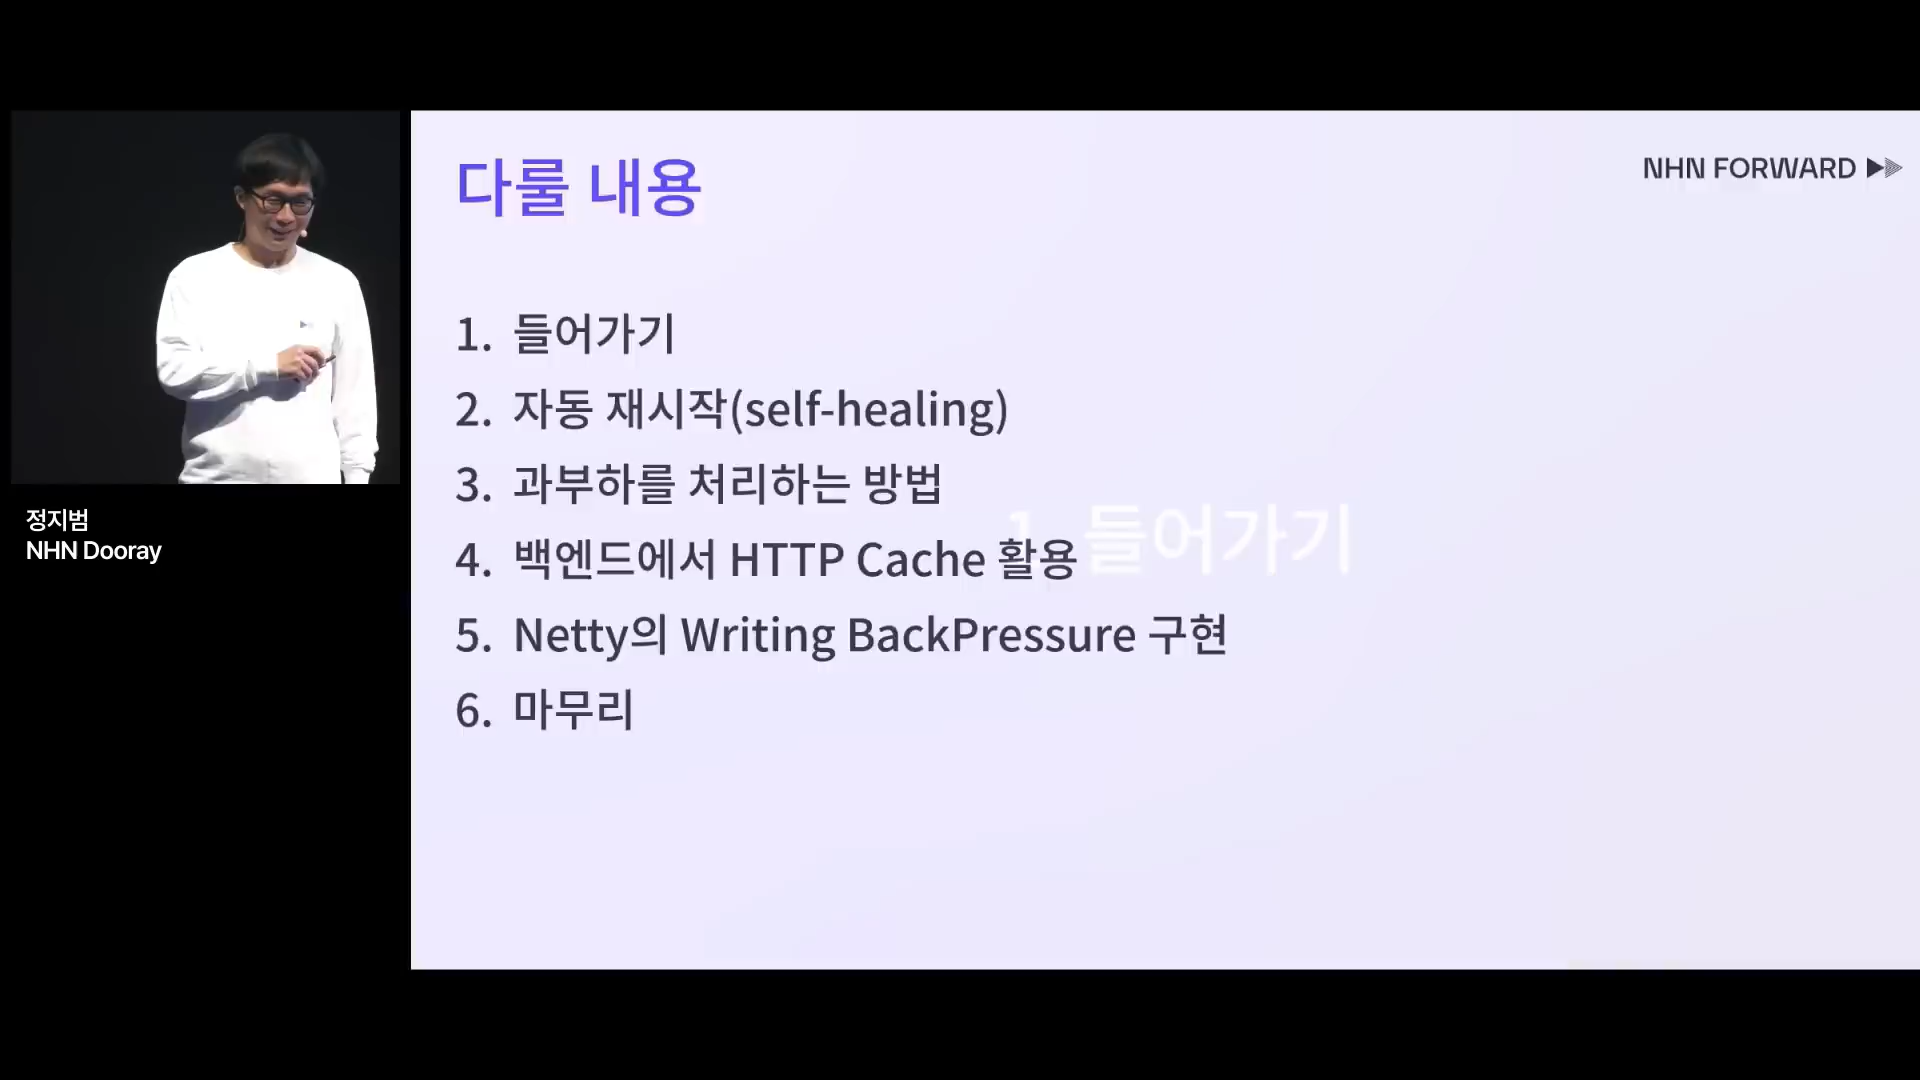 다룰 내용
NHN FORWARD
1. 들어가기
2. 자동 재시작(self-healing)
3. 과부하를 처리하는 방법
1. 들어가기
4. 백엔드에서 HTTP Cache 활용
5. Netty의 Writing BackPressure 구현
6. 마무리
정지범
NHN Dooray